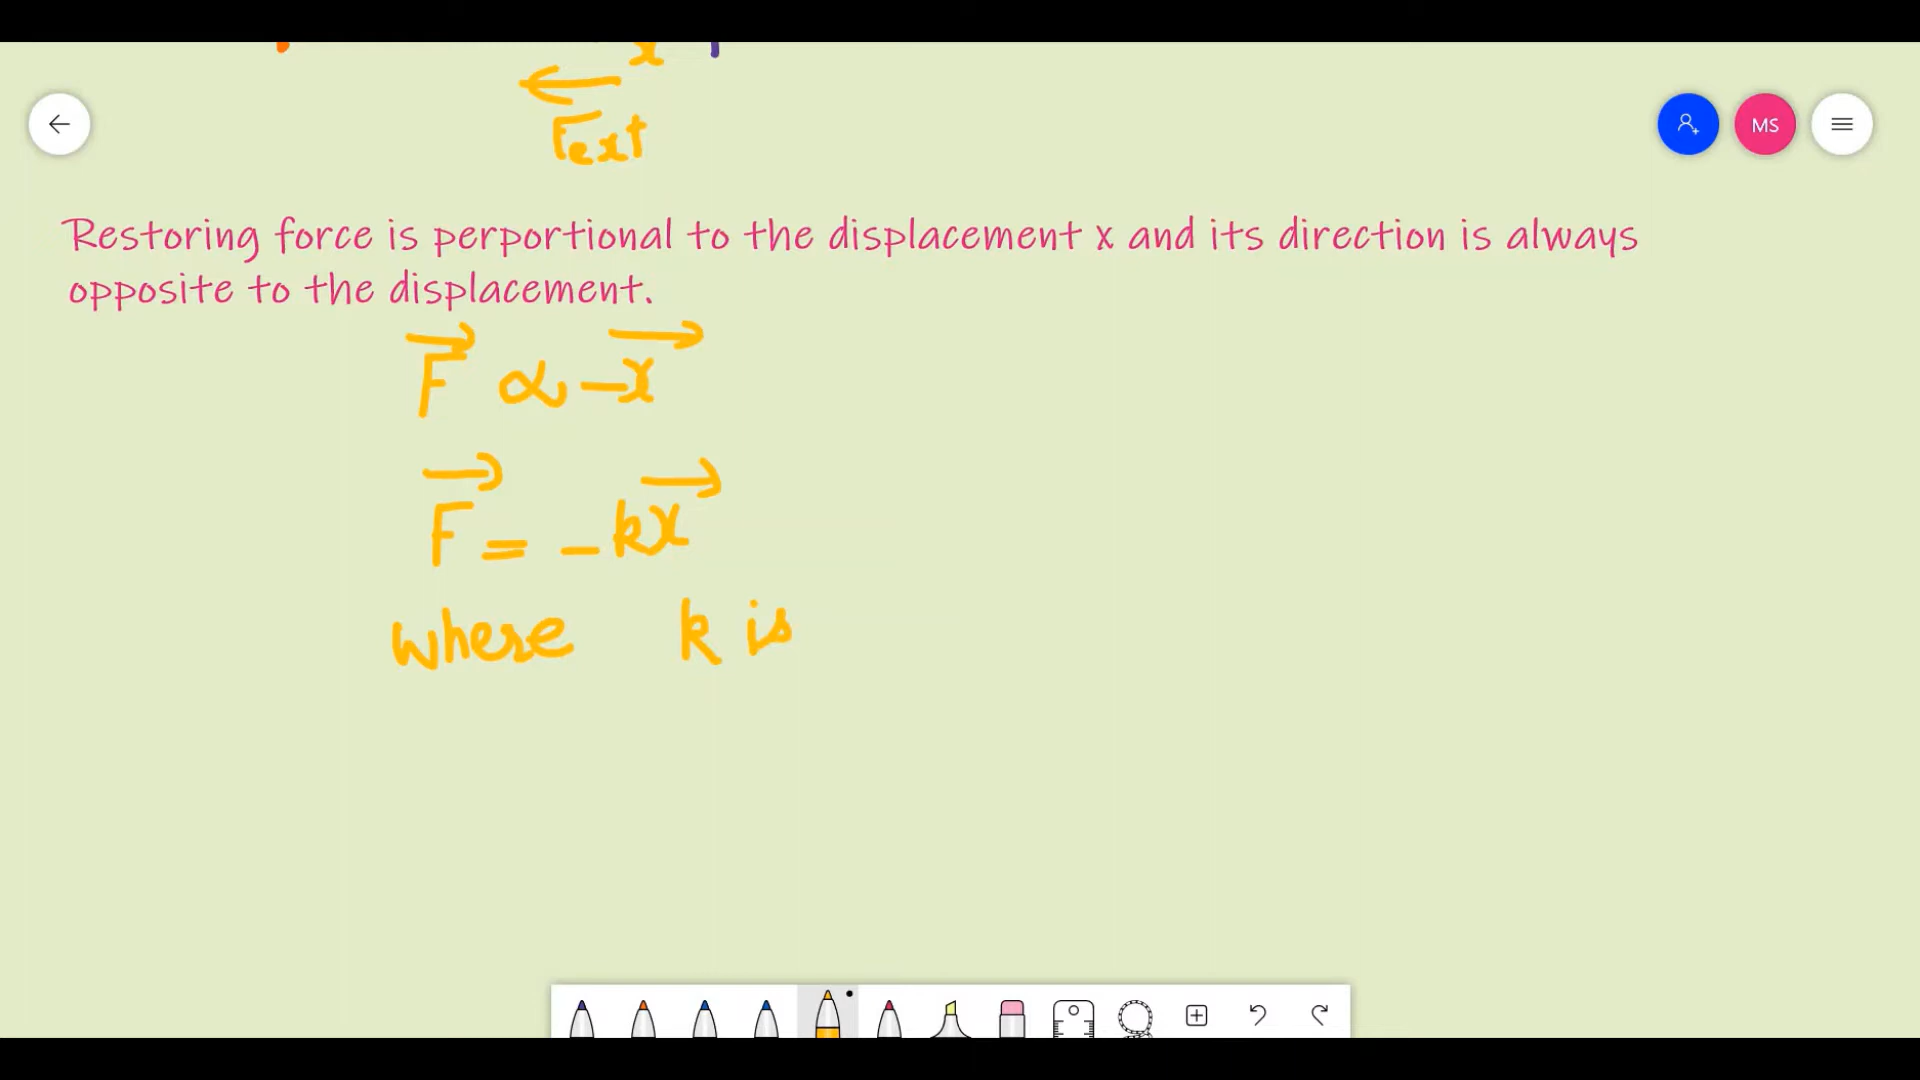 x
Fext
MS
Restoring force is perportional to the displacement x and its direction is always
opposite to the displacement.
F⃗ ∝ -x⃗
F⃗ = -kx⃗
where k is